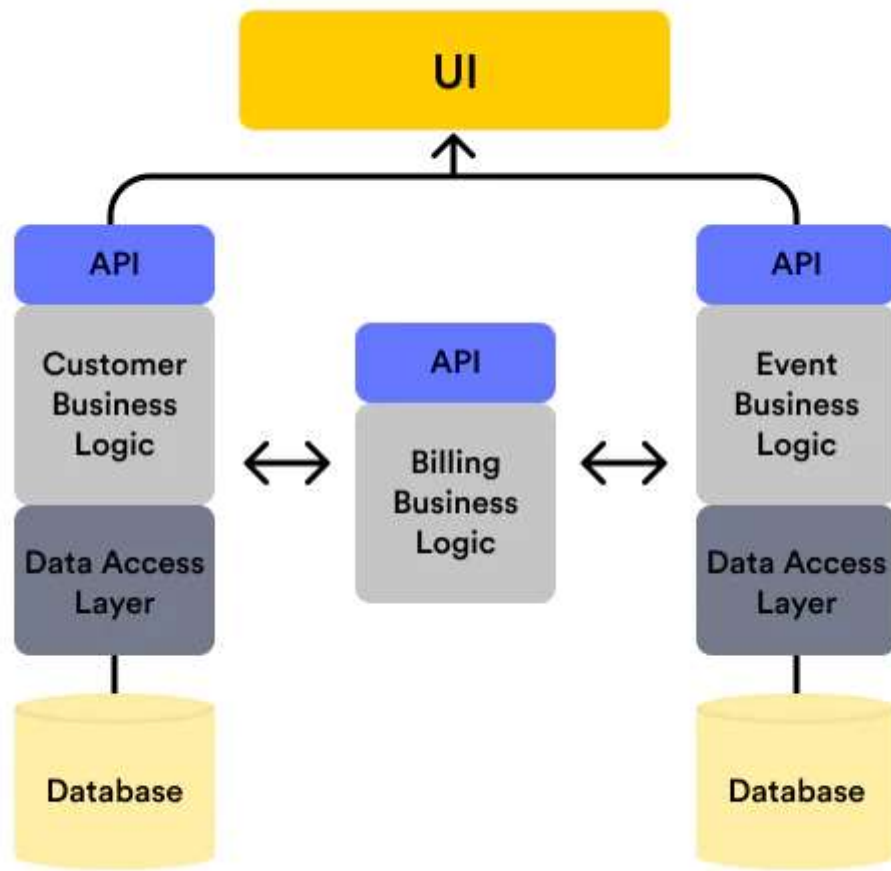 UI
API
Customer
Business
Logic
Data Access
Layer
Database
API
Billing
Business
Logic
API
Event
Business
Logic
Data Access
Layer
Database